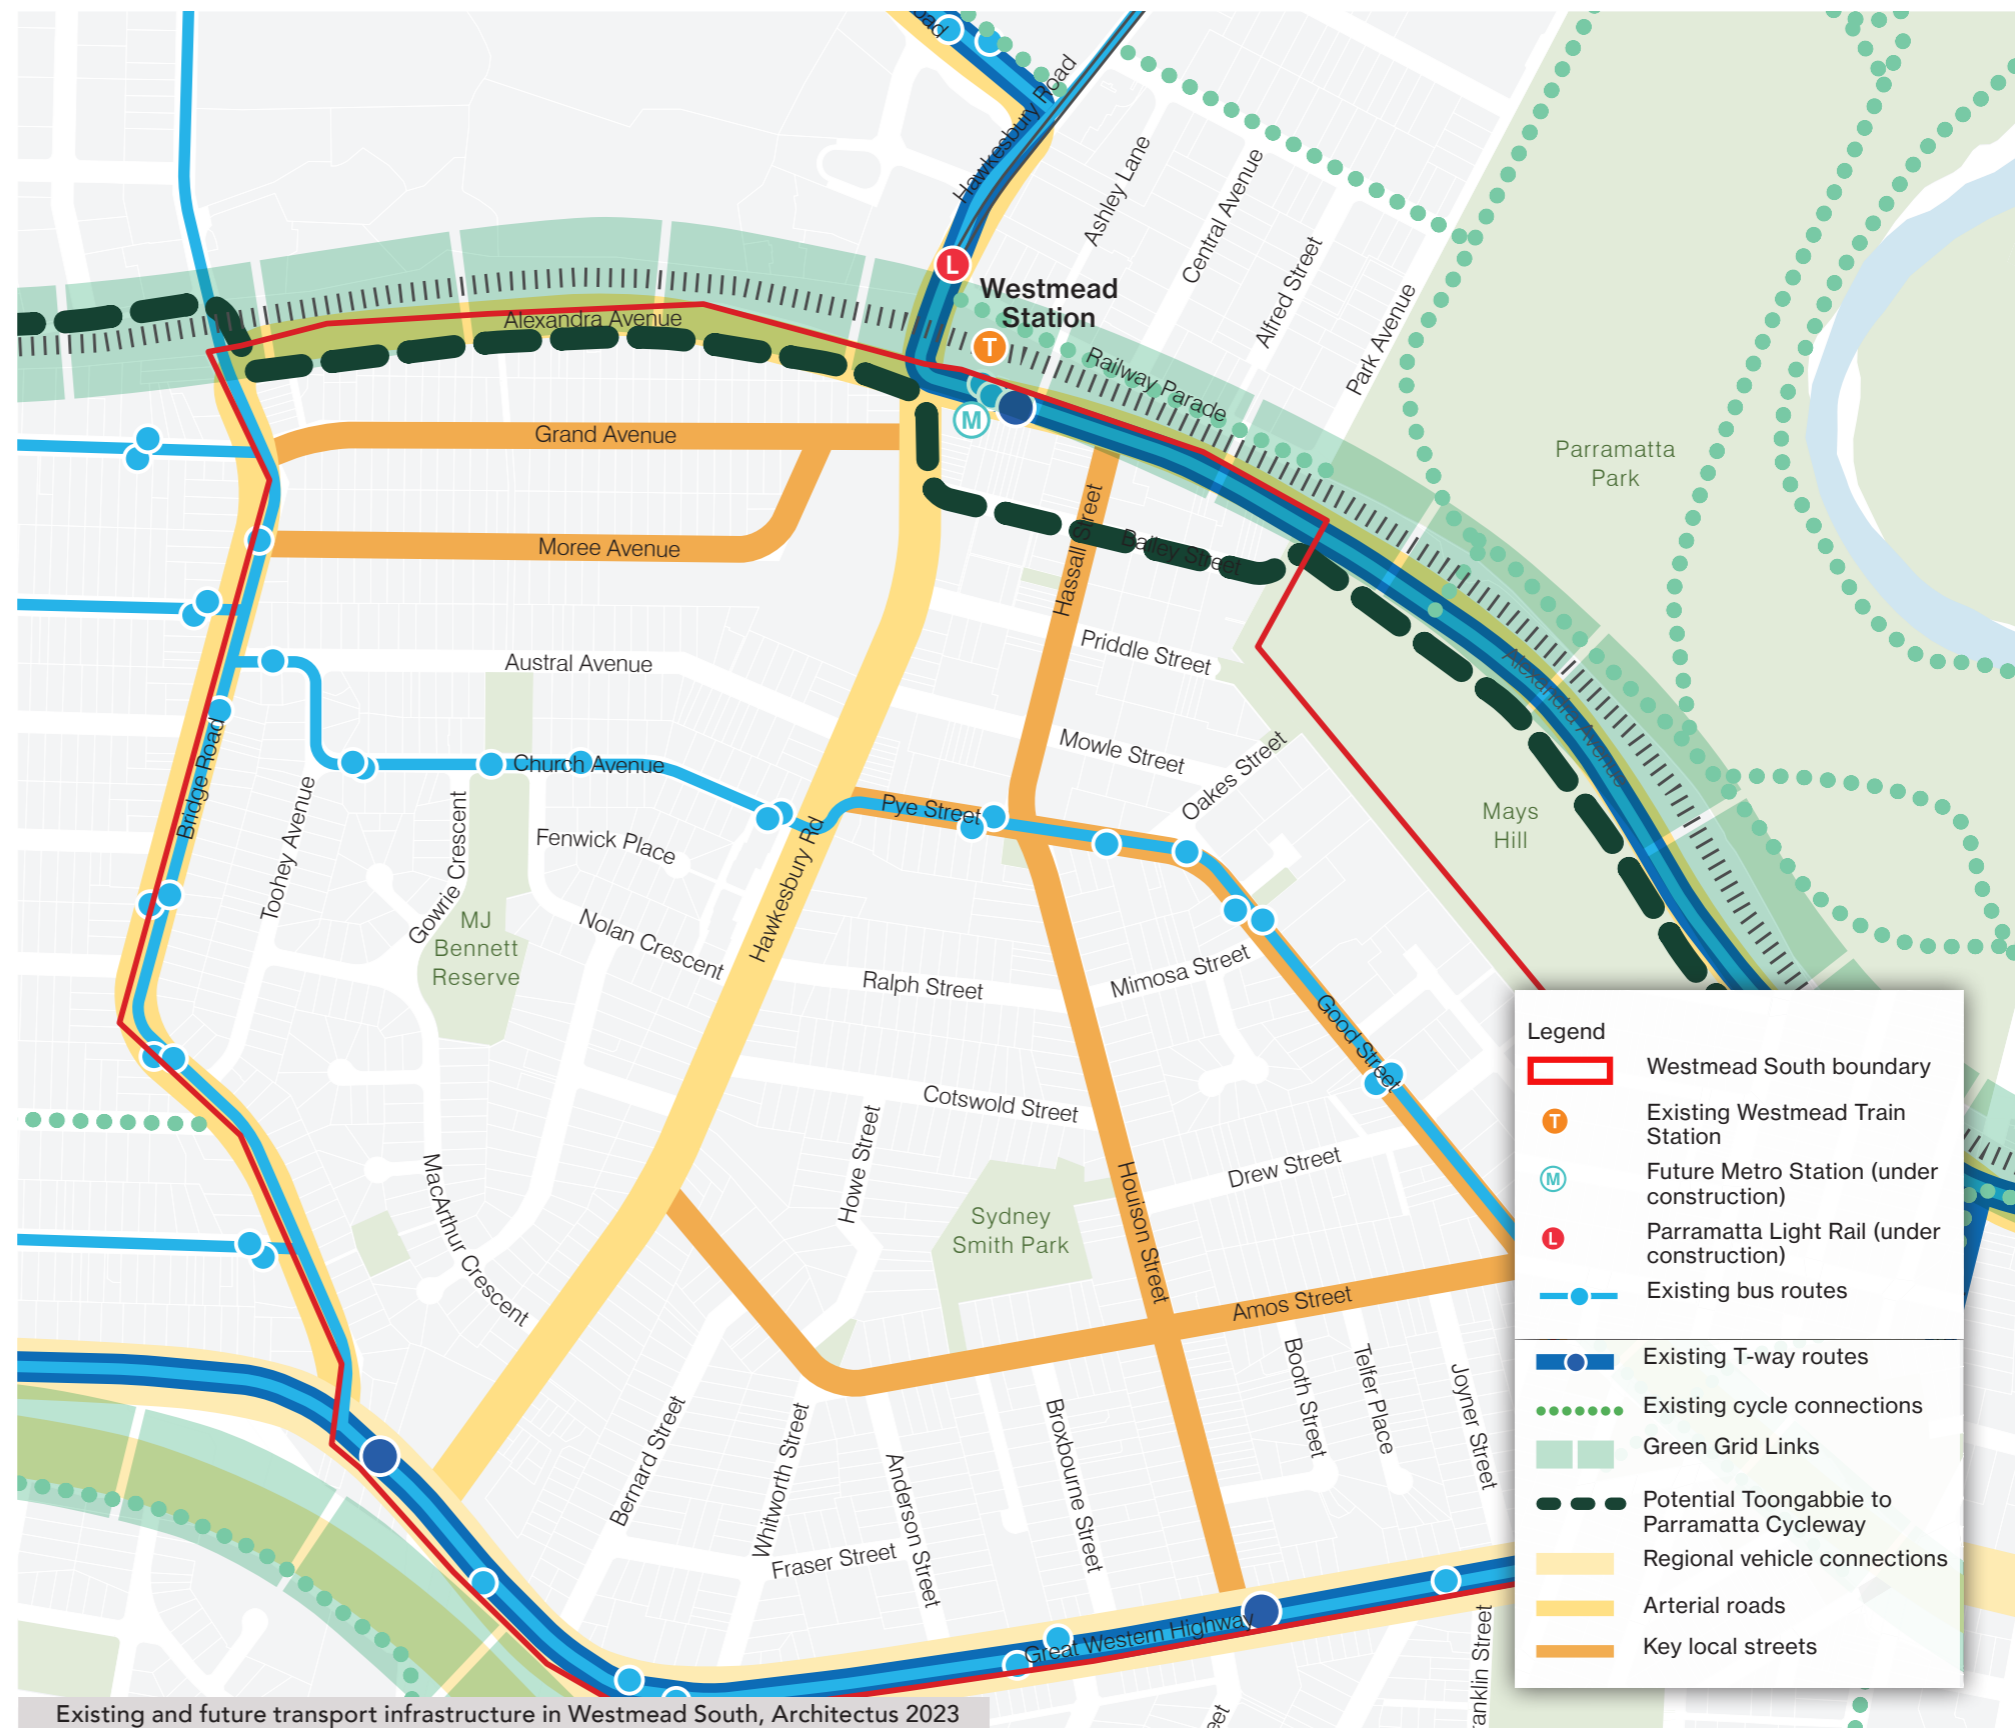 oad
Hawkesbury Road
Ashley Lane
Central Avenue
Alfred Street
Park Avenue
L
Westmead
Station
T
Alexandra Avenue
Railway Parade
M
Grand Avenue
Moree Avenue
Hassall Street
Bailey Street
Parramatta
Park
Priddle Street
Austral Avenue
Alexandra Avenue
Mowle Street
Oakes Street
Church Avenue
Bridge Road
Toohey Avenue
Gowrie Crescent
Fenwick Place
Pye Street
Hawkesbury Rd
Mays
Hill
MJ
Bennett
Reserve
Nolan Crescent
Ralph Street
Mimosa Street
Good Street
Cotswold Street
Howe Street
MacArthur Crescent
Sydney
Smith Park
Houison Street
Drew Street
Amos Street
Booth Street
Telfer Place
Joyner Street
Bernard Street
Whitworth Street
Anderson Street
Broxbourne Street
Fraser Street
Great Western Highway
anklin Street
eet
Legend
Westmead South boundary
T
Existing Westmead Train
Station
M
Future Metro Station (under
construction)
L
Parramatta Light Rail (under
construction)
Existing bus routes
Existing T-way routes
Existing cycle connections
Green Grid Links
Potential Toongabbie to
Parramatta Cycleway
Regional vehicle connections
Arterial roads
Key local streets
Existing and future transport infrastructure in Westmead South, Architectus 2023